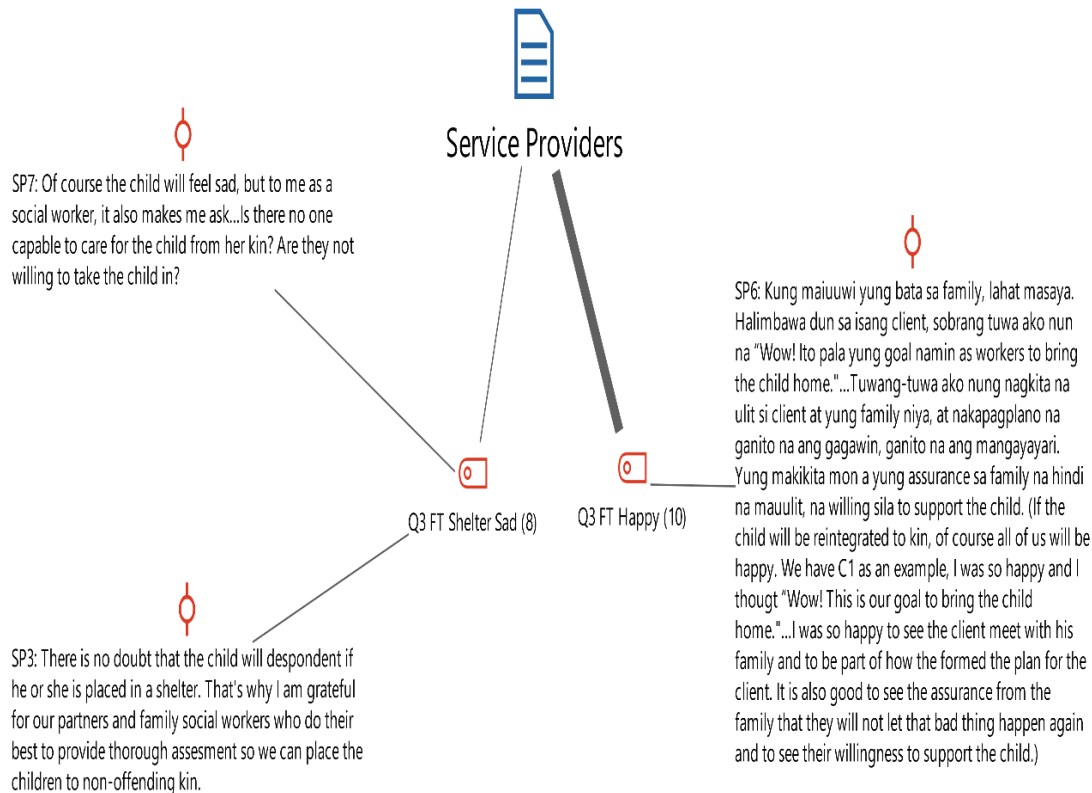 Service Providers
SP7: Of course the child will feel sad, but to me as a
social worker, it also makes me ask...Is there no one
capable to care for the child from her kin? Are they not
willing to take the child in?
SP6: Kung maiuuwi yung bata sa family, lahat masaya.
Halimbawa dun sa isang client, sobrang tuwa ako nun
na "Wow! Ito pala yung goal namin as workers to bring
the child home."...Tuwang-tuwa ako nung nagkita na
ulit si client at yung family niya, at nakapagplano na
ganito na ang gagawin, ganito na ang mangyayari.
Yung makikita mon a yung assurance sa family na hindi
na mauulit, na willing sila to support the child. (If the
child will be reintegrated to kin, of course all of us will be
happy. We have C1 as an example, I was so happy and I
thougt "Wow! This is our goal to bring the child
home."...I was so happy to see the client meet with his
family and to be part of how the formed the plan for the
client. It is also good to see the assurance from the
family that they will not let that bad thing happen again
and to see their willingness to support the child.)
Q3 FT Shelter Sad (8)
Q3 FT Happy (10)
SP3: There is no doubt that the child will despondent if
he or she is placed in a shelter. That's why I am grateful
for our partners and family social workers who do their
best to provide thorough assesment so we can place the
children to non-offending kin.